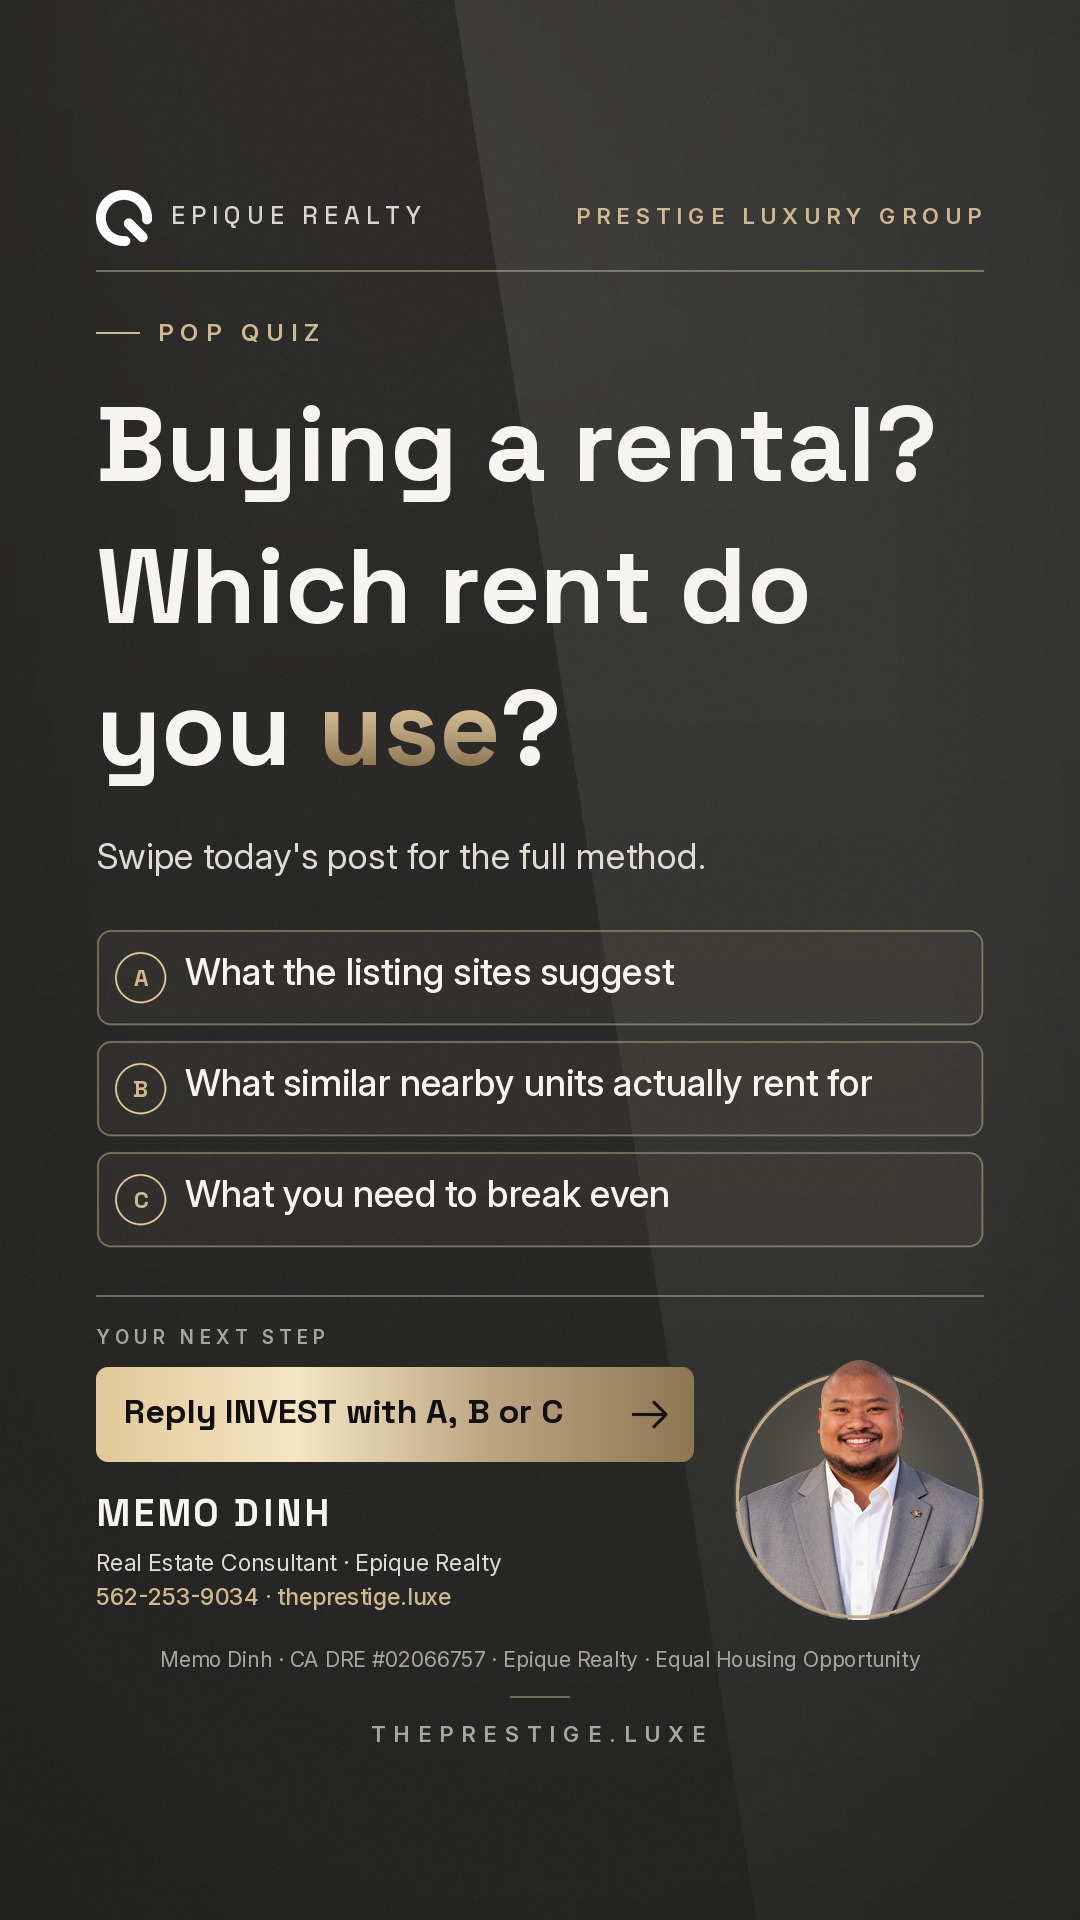 EPIQUE REALTY
PRESTIGE LUXURY GROUP
POP QUIZ
Buying a rental?
Which rent do
you use?
Swipe today's post for the full method.
A What the listing sites suggest
B What similar nearby units actually rent for
C What you need to break even
YOUR NEXT STEP
Reply INVEST with A, B or C →
MEMO DINH
Real Estate Consultant · Epique Realty
562-253-9034 · theprestige.luxe
Memo Dinh · CA DRE #02066757 · Epique Realty · Equal Housing Opportunity
THEPRESTIGE.LUXE